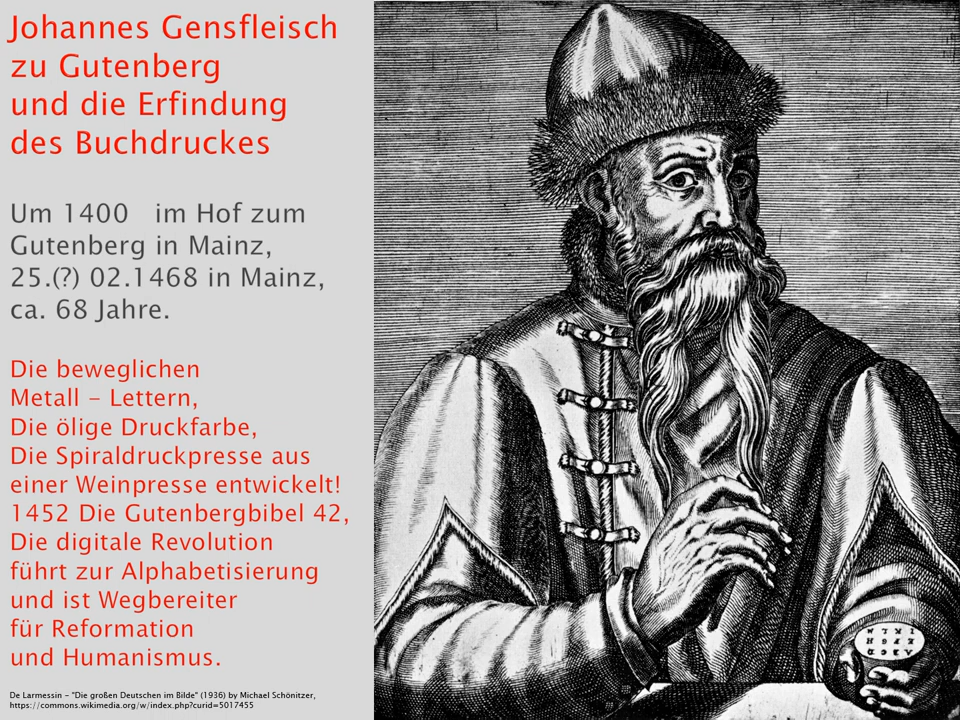 Johannes Gensfleisch
zu Gutenberg
und die Erfindung
des Buchdruckes
Um 1400 im Hof zum
Gutenberg in Mainz,
25.(?) 02.1468 in Mainz,
ca. 68 Jahre.
Die beweglichen
Metall – Lettern,
Die ölige Druckfarbe,
Die Spiraldruckpresse aus
einer Weinpresse entwickelt!
1452 Die Gutenbergbibel 42,
Die digitale Revolution
führt zur Alphabetisierung
und ist Wegbereiter
für Reformation
und Humanismus.
De Larmessin – "Die großen Deutschen im Bilde" (1936) by Michael Schönitzer,
https://commons.wikimedia.org/w/index.php?curid=5017455